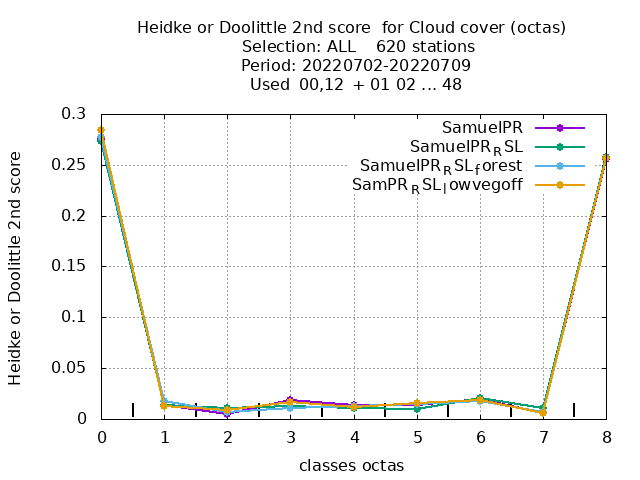 Heidke or Doolittle 2nd score  for Cloud cover (octas)
Selection: ALL    620 stations
Period: 20220702-20220709
Used  00,12  + 01 02 ... 48
Heidke or Doolittle 2nd score
0.3
0.25
0.2
0.15
0.1
0.05
0
SamuelPR
SamuelPR_RSL
SamuelPR_RSL_forest
SamPR_RSL_lowvegoff
0 1 2 3 4 5 6 7 8
classes octas